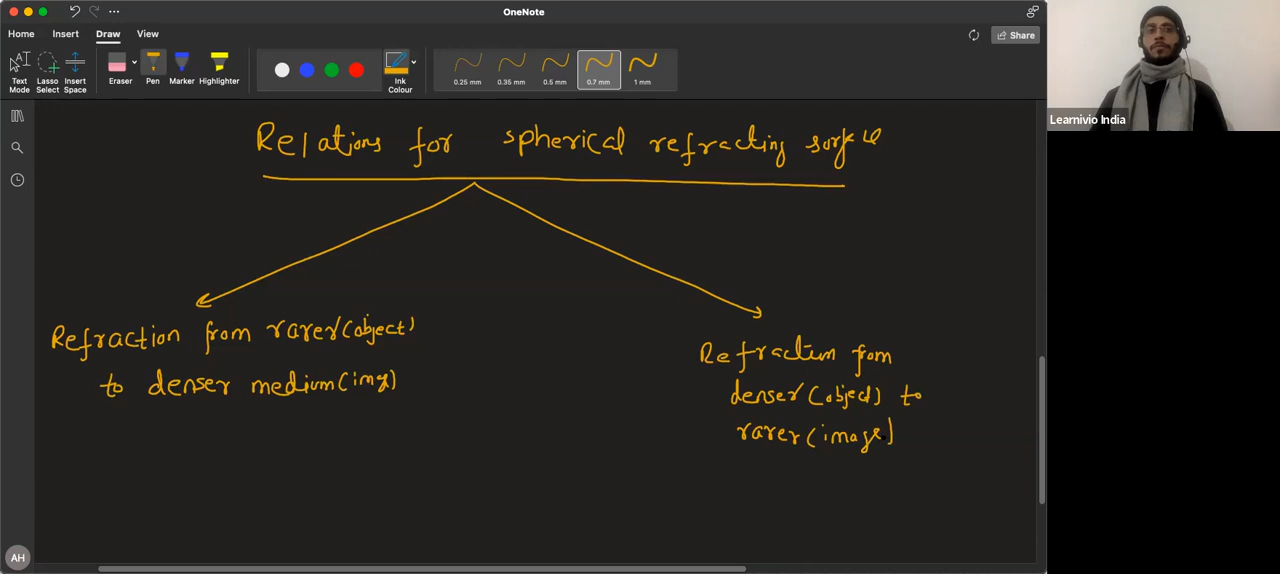 OneNote
Home Insert Draw View
Share
Text Mode
Lasso Select
Insert Space
Eraser
Pen
Marker
Highlighter
Ink Colour
0.25 mm
0.35 mm
0.5 mm
0.7 mm
1 mm
Learnivio India
Relations for spherical refracting
Refraction from rarer(object)
to denser medium(img)
Refraction from
denser(object) to
rarer(image)
AH